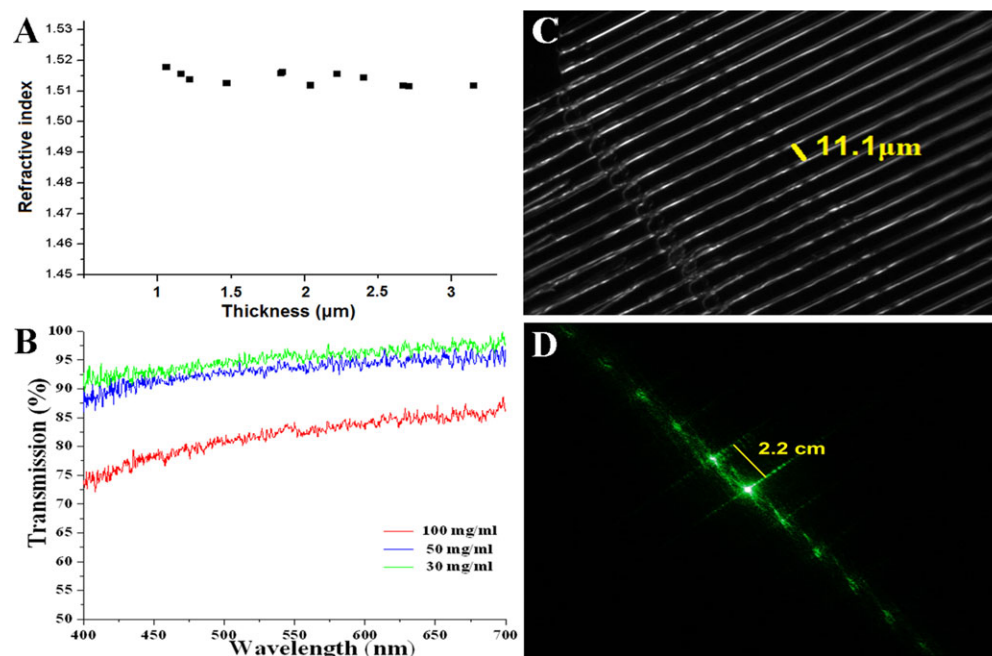 A
1.53
1.52
1.51
1.50
1.49
1.48
1.47
1.46
1.45
Refractive index
1 1.5 2 2.5 3
Thickness (μm)
B
100
95
90
85
80
75
70
65
60
55
50
Transmission (%)
100 mg/ml
50 mg/ml
30 mg/ml
400 450 500 550 600 650 700
Wavelength (nm)
C
11.1μm
D
2.2 cm